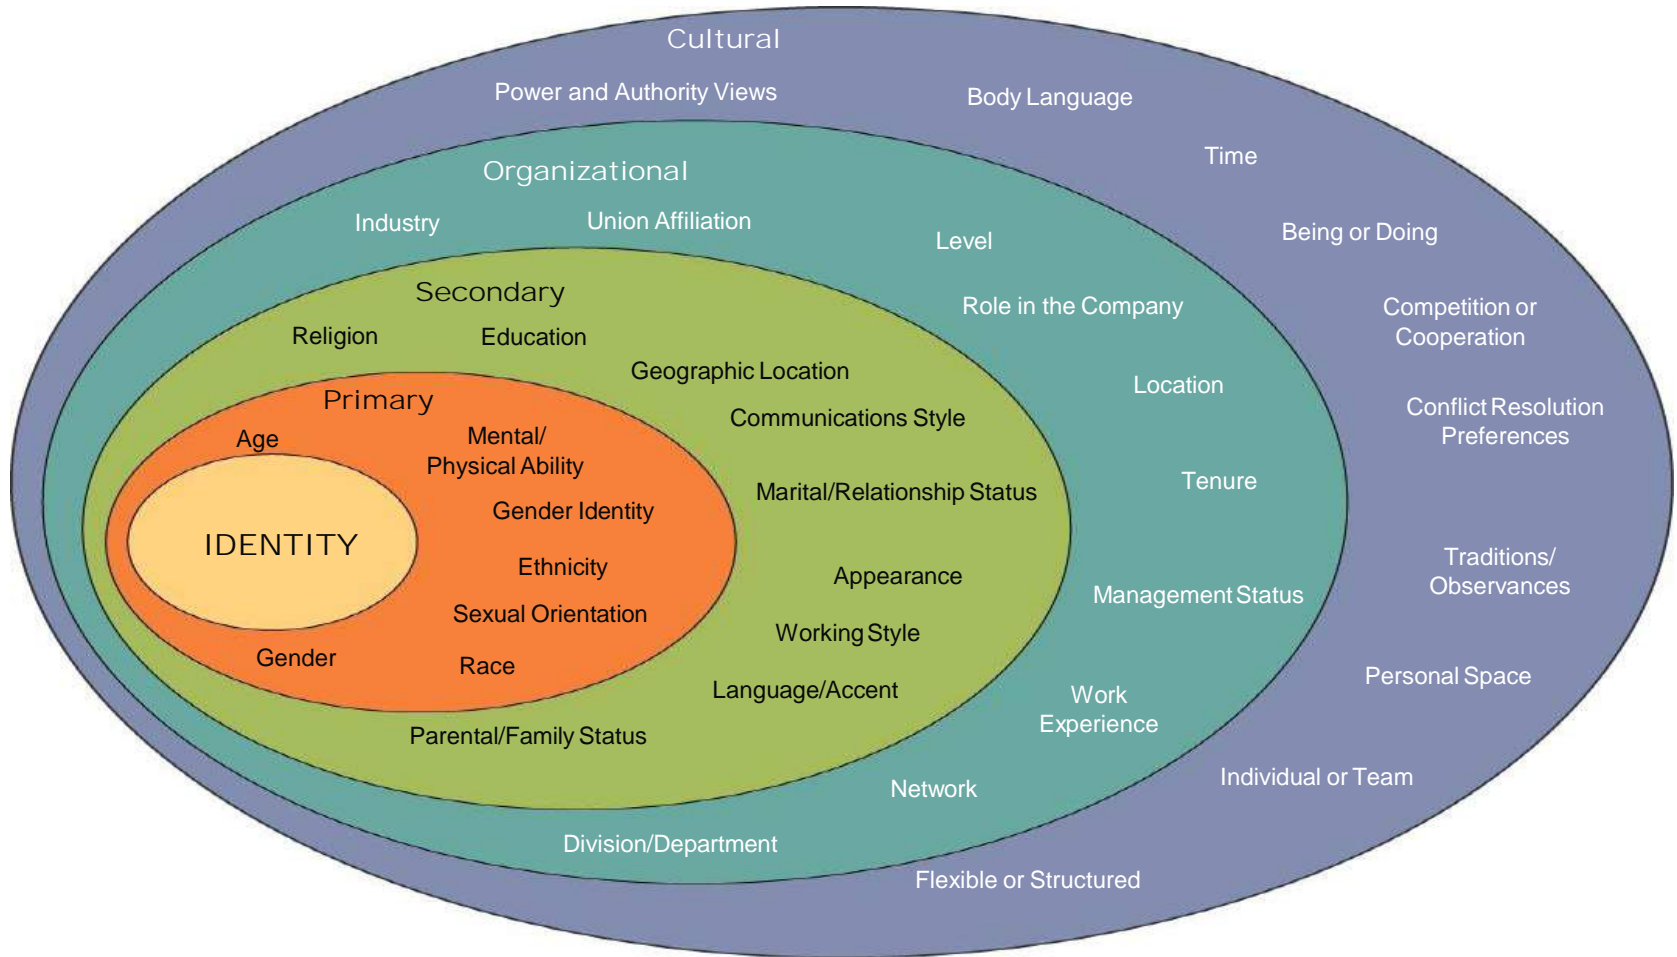 Cultural
Power and Authority Views
Body Language
Time
Being or Doing
Competition or
Cooperation
Conflict Resolution
Preferences
Traditions/
Observances
Personal Space
Individual or Team
Flexible or Structured
Organizational
Industry
Union Affiliation
Level
Role in the Company
Location
Tenure
Management Status
Work
Experience
Network
Division/Department
Secondary
Religion
Education
Geographic Location
Communications Style
Marital/Relationship Status
Appearance
Working Style
Language/Accent
Parental/Family Status
Primary
Age
Mental/
Physical Ability
Gender Identity
Ethnicity
Sexual Orientation
Race
Gender
IDENTITY